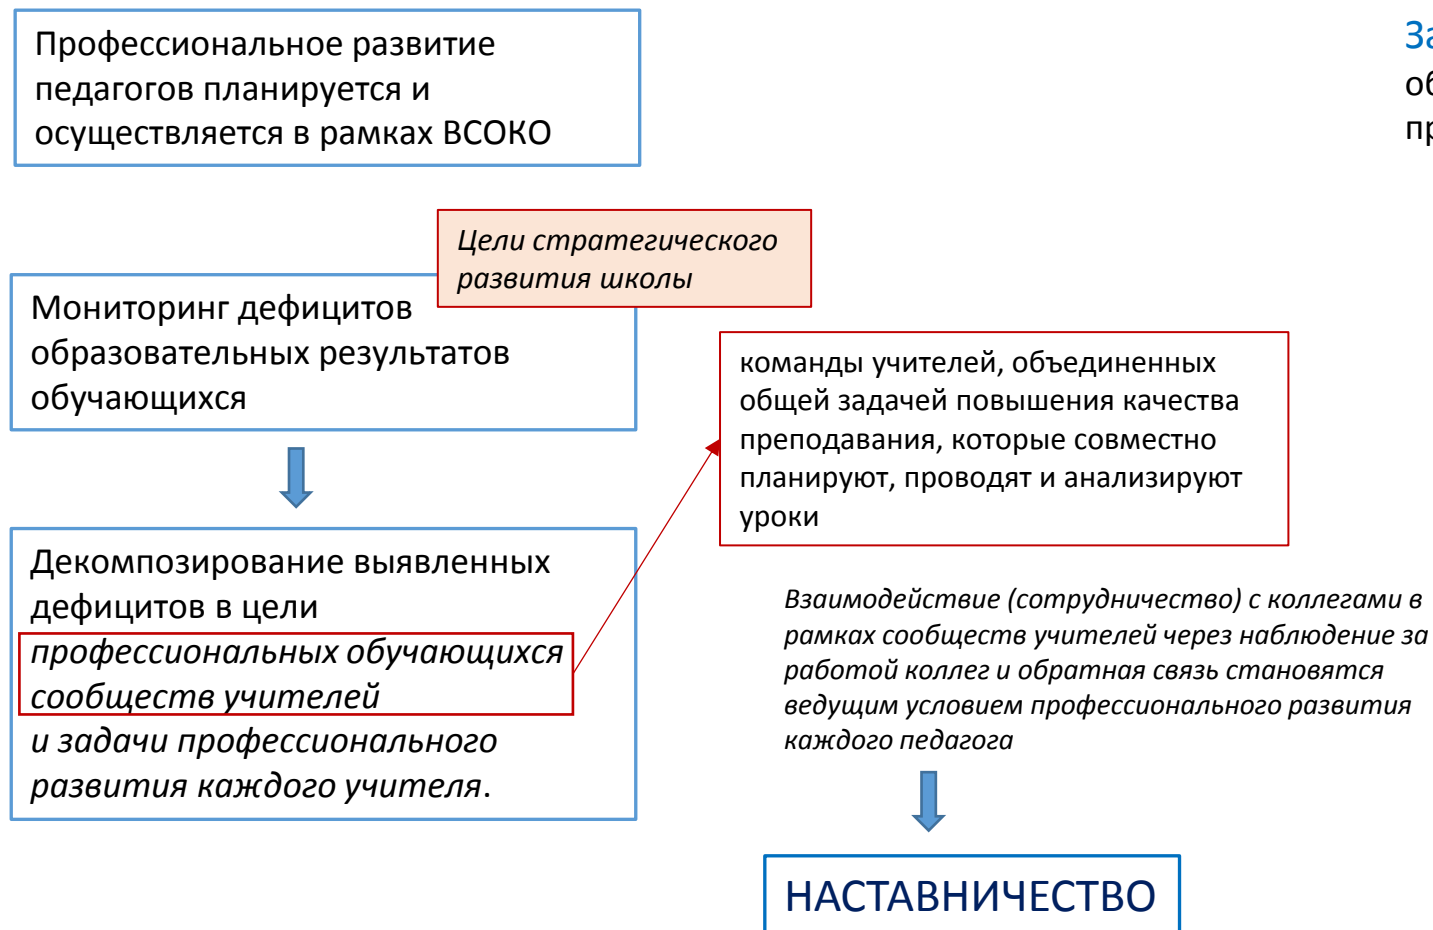 Профессиональное развитие
педагогов планируется и
осуществляется в рамках ВСОКО
Цели стратегического
развития школы
Мониторинг дефицитов
образовательных результатов
обучающихся
команды учителей, объединенных
общей задачей повышения качества
преподавания, которые совместно
планируют, проводят и анализируют
уроки
Декомпозирование выявленных
дефицитов в цели
профессиональных обучающихся
сообществ учителей
и задачи профессионального
развития каждого учителя.
Взаимодействие (сотрудничество) с коллегами в
рамках сообществ учителей через наблюдение за
работой коллег и обратная связь становятся
ведущим условием профессионального развития
каждого педагога
НАСТАВНИЧЕСТВО